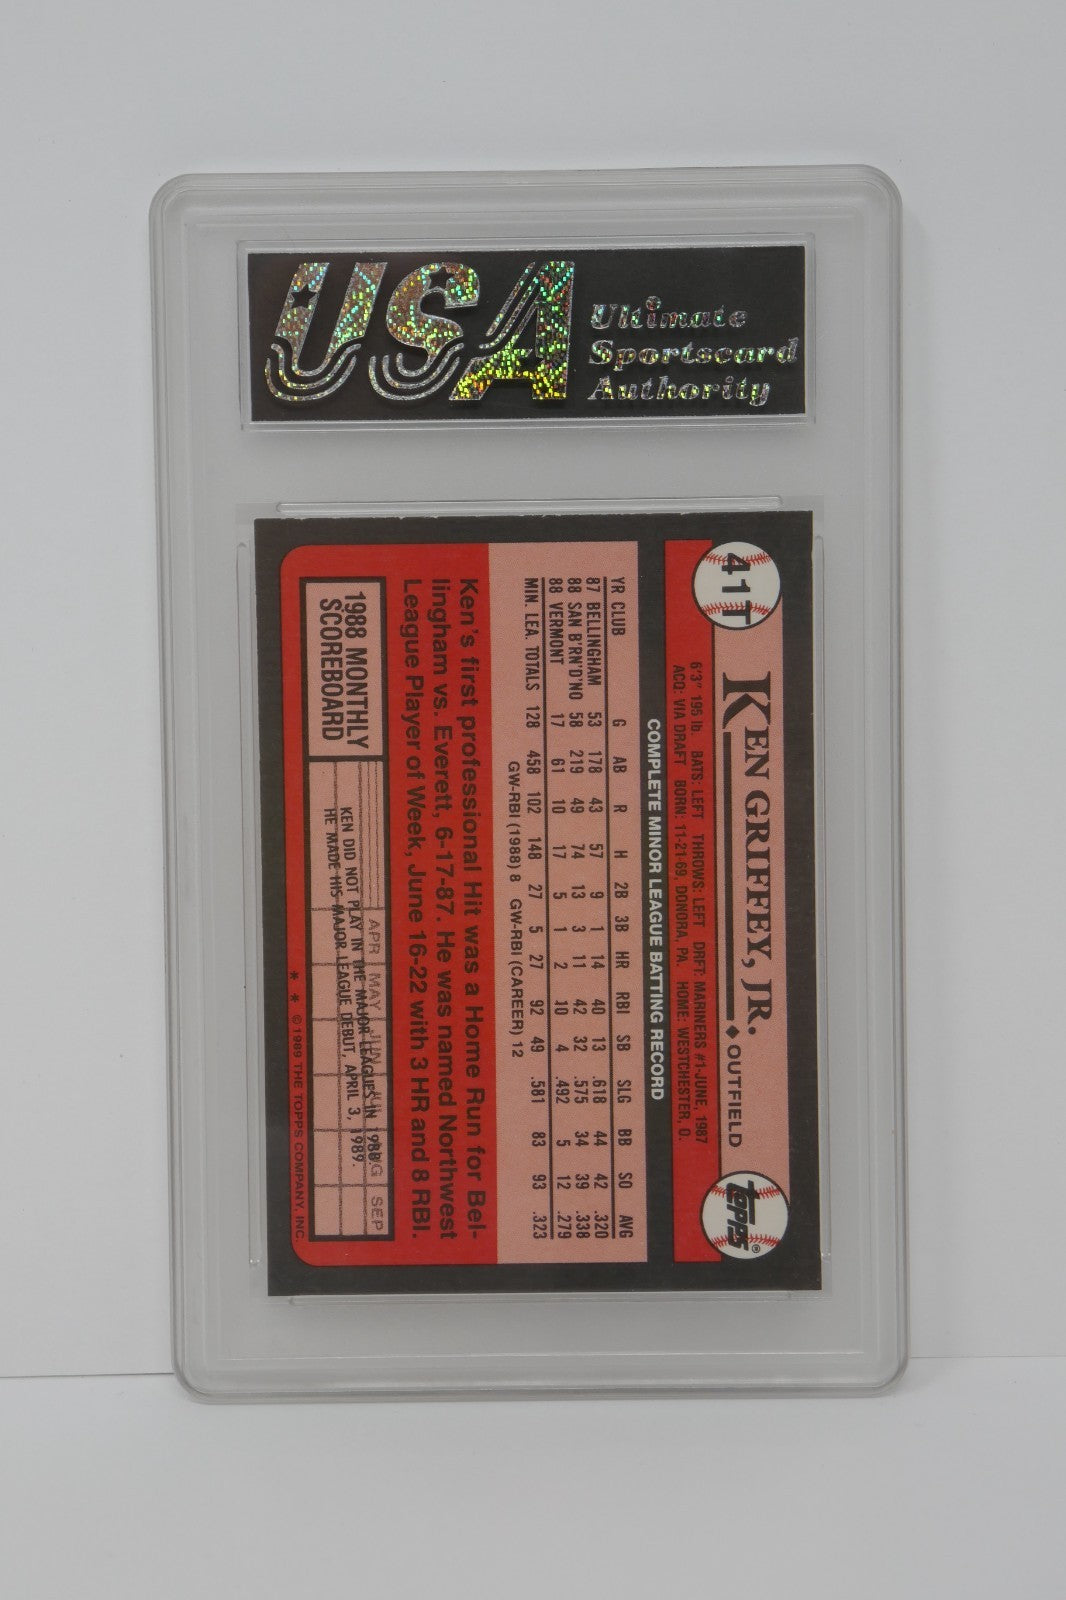 USA
Ultimate
Sportscard
Authority
41T
KEN GRIFFEY, JR. ♦ OUTFIELD
topps ®
6'3" 195 lb. BATS: LEFT THROWS: LEFT DRFT: MARINERS #1-JUNE, 1987
ACQ: VIA DRAFT BORN: 11-21-69, DONORA, PA. HOME: WESTCHESTER, O.
COMPLETE MINOR LEAGUE BATTING RECORD
YR CLUB G AB R H 2B 3B HR RBI SB SLG BB SO AVG
87 BELLINGHAM 53 178 43 57 9 1 14 40 13 .618 44 42 .320
88 SAN B'RN'D'NO 58 219 49 74 13 3 11 42 32 .575 34 39 .338
88 VERMONT 17 61 10 17 5 1 2 10 4 .492 5 12 .279
MIN. LEA. TOTALS 128 458 102 148 27 5 27 92 49 .581 83 93 .323
GW-RBI (1988) 8 GW-RBI (CAREER) 12
Ken's first professional Hit was a Home Run for Bel-
lingham vs. Everett, 6-17-87. He was named Northwest
League Player of Week, June 16-22 with 3 HR and 8 RBI.
1988 MONTHLY
SCOREBOARD
APR MAY JUN JUL AUG SEP
KEN DID NOT PLAY IN THE MAJOR LEAGUES IN 1988.
HE MADE HIS MAJOR LEAGUE DEBUT, APRIL 3, 1989.
* * © 1989 THE TOPPS COMPANY, INC.